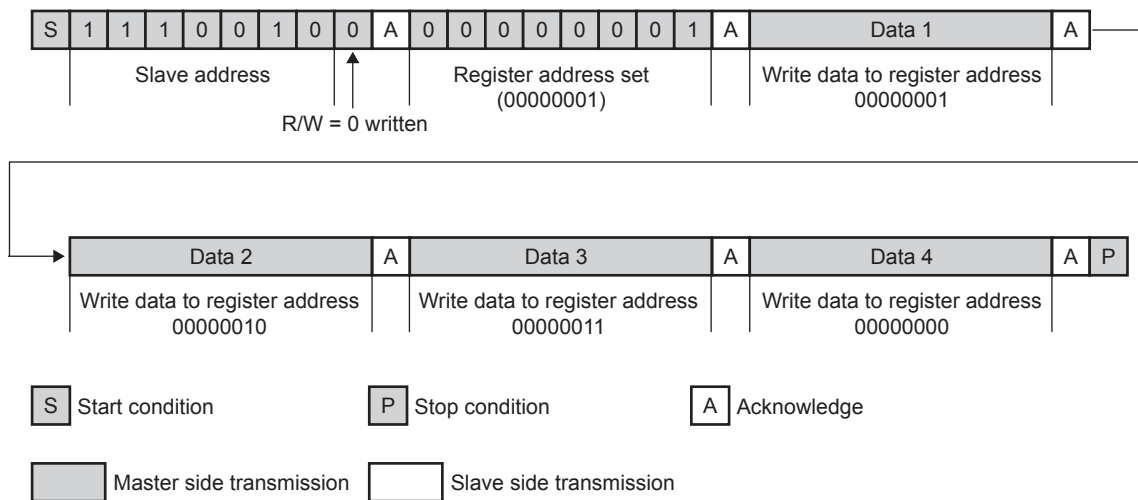 S 1 1 1 0 0 1 0 0 A 0 0 0 0 0 0 0 1 A Data 1 A
Slave address
R/W = 0 written
Register address set
(00000001)
Write data to register address
00000001
Data 2 A Data 3 A Data 4 A P
Write data to register address
00000010
Write data to register address
00000011
Write data to register address
00000000
S Start condition
P Stop condition
A Acknowledge
Master side transmission
Slave side transmission